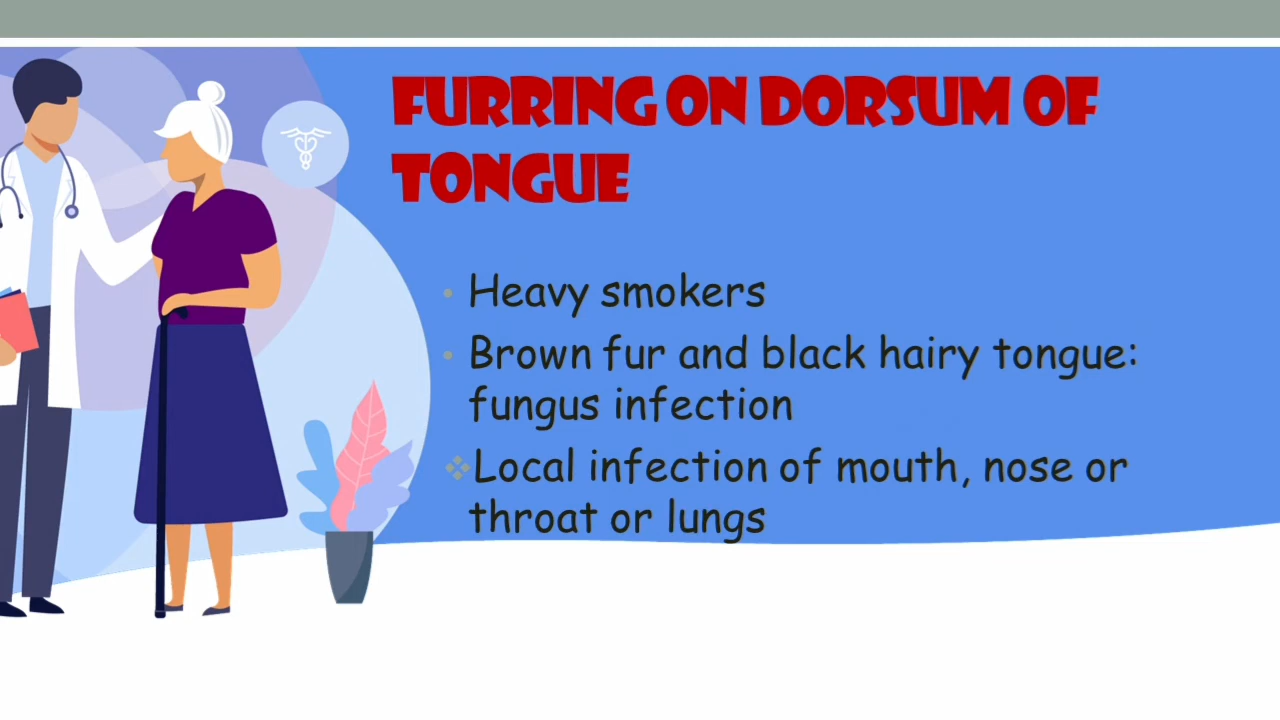 FURRING ON DORSUM OF
TONGUE
• Heavy smokers
• Brown fur and black hairy tongue:
fungus infection
❖Local infection of mouth, nose or
throat or lungs